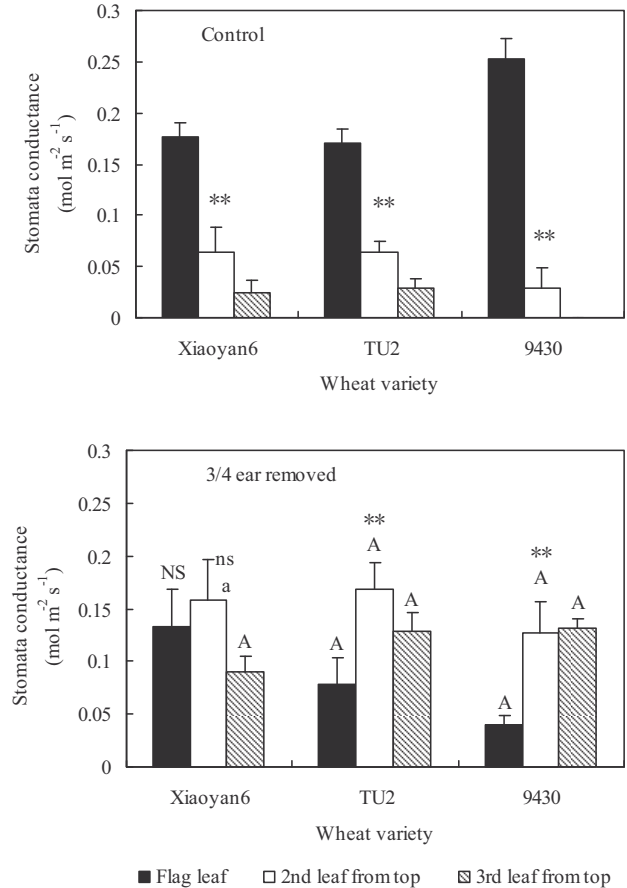 0.3
Control
0.25
0.2
0.15
**
**
0.1
**
0.05
0
Stomata conductance
(mol m⁻² s⁻¹)
Xiaoyan6 TU2 9430
Wheat variety
0.3
3/4 ear removed
0.25
0.2
**
**
NS
ns
A
A
a
0.15
A
A
A
0.1
A
A
0.05
0
Stomata conductance
(mol m⁻² s⁻¹)
Xiaoyan6 TU2 9430
Wheat variety
Flag leaf 2nd leaf from top 3rd leaf from top